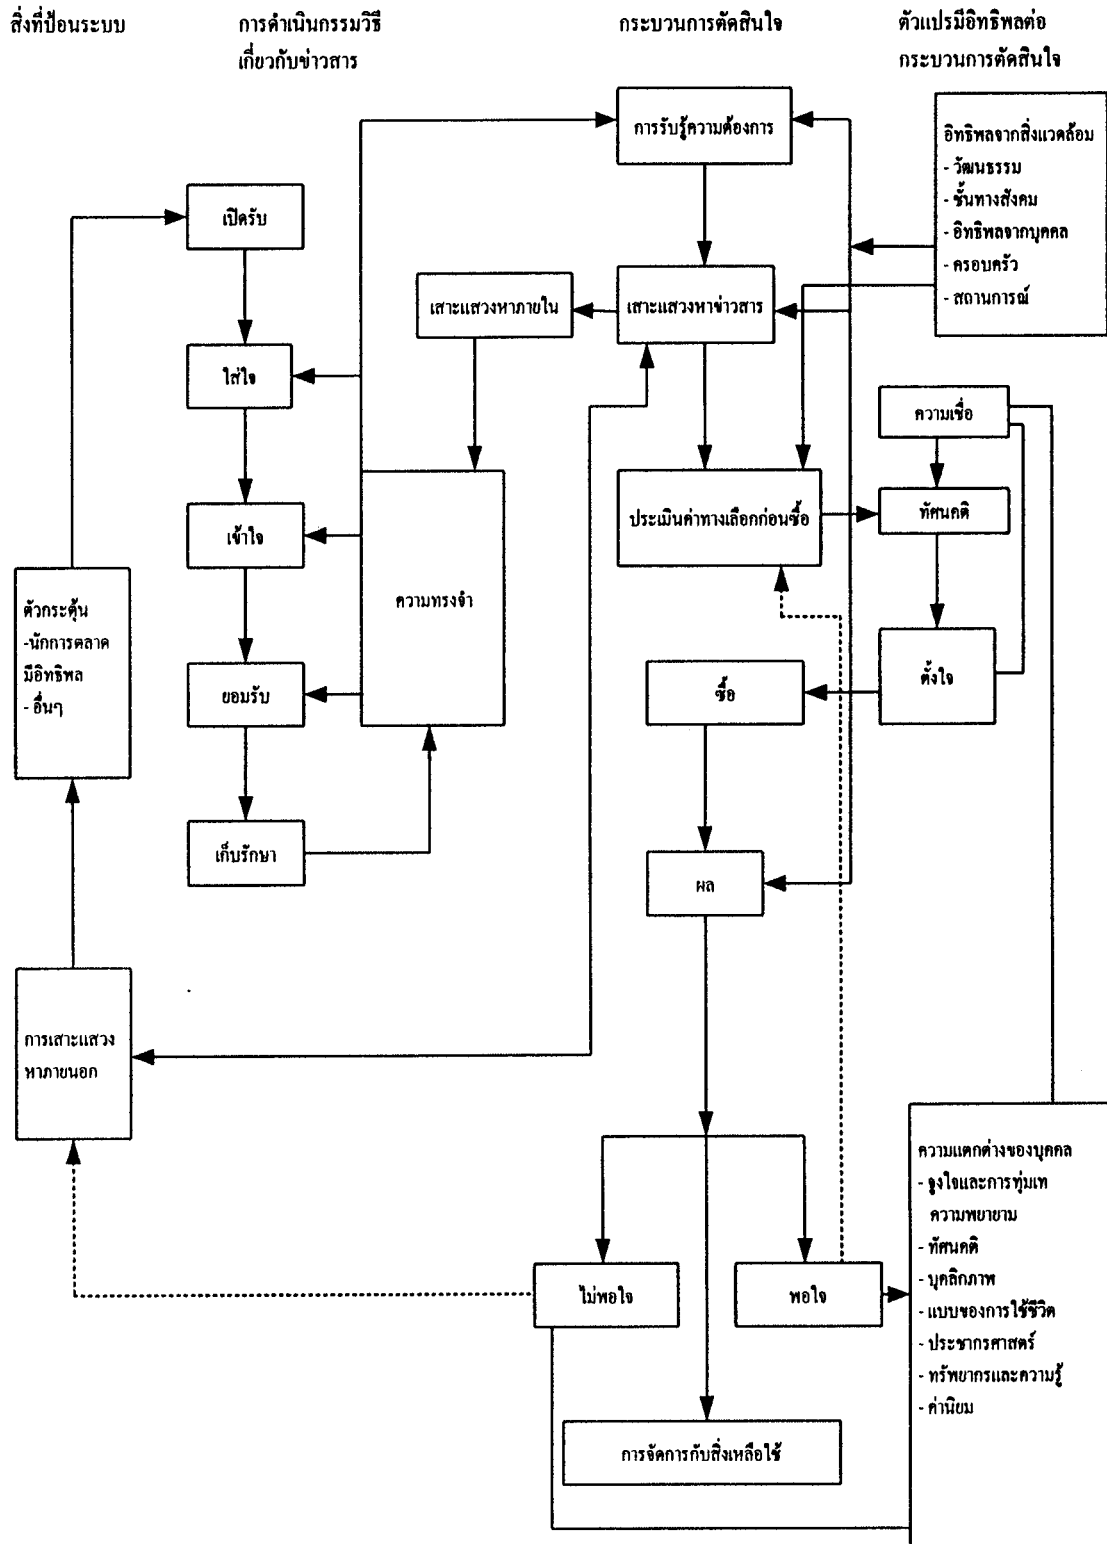 สิ่งที่ป้อนระบบ
การดำเนินกรรมวิธี
เกี่ยวกับข่าวสาร
กระบวนการตัดสินใจ
ตัวแปรมีอิทธิพลต่อ
กระบวนการตัดสินใจ
การรับรู้ความต้องการ
อิทธิพลจากสิ่งแวดล้อม
- วัฒนธรรม
- ชั้นทางสังคม
- อิทธิพลจากบุคคล
- ครอบครัว
- สถานการณ์
เปิดรับ
เสาะแสวงหาภายใน
เสาะแสวงหาข่าวสาร
ใส่ใจ
ความเชื่อ
ประเมินค่าทางเลือกก่อนซื้อ
ทัศนคติ
เข้าใจ
ความทรงจำ
ตัวกระตุ้น
-นักการตลาด
มีอิทธิพล
- อื่นๆ
ยอมรับ
ซื้อ
ตั้งใจ
เก็บรักษา
ผล
การเสาะแสวง
หาภายนอก
ความแตกต่างของบุคคล
- จูงใจและการทุ่มเท
ความพยายาม
- ทัศนคติ
- บุคลิกภาพ
- แบบของการใช้ชีวิต
- ประชากรศาสตร์
- ทรัพยากรและความรู้
- ค่านิยม
ไม่พอใจ
พอใจ
การจัดการกับสิ่งเหลือใช้